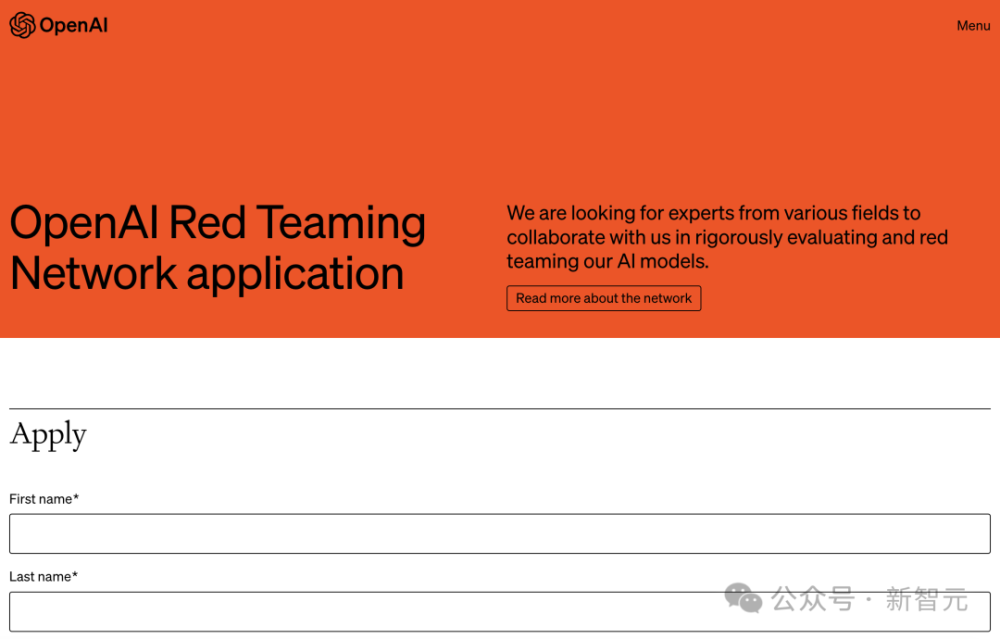 OpenAI
Menu
OpenAI Red Teaming
Network application
We are looking for experts from various fields to
collaborate with us in rigorously evaluating and red
teaming our AI models.
Read more about the network
Apply
First name*
Last name*
公众号 · 新智元